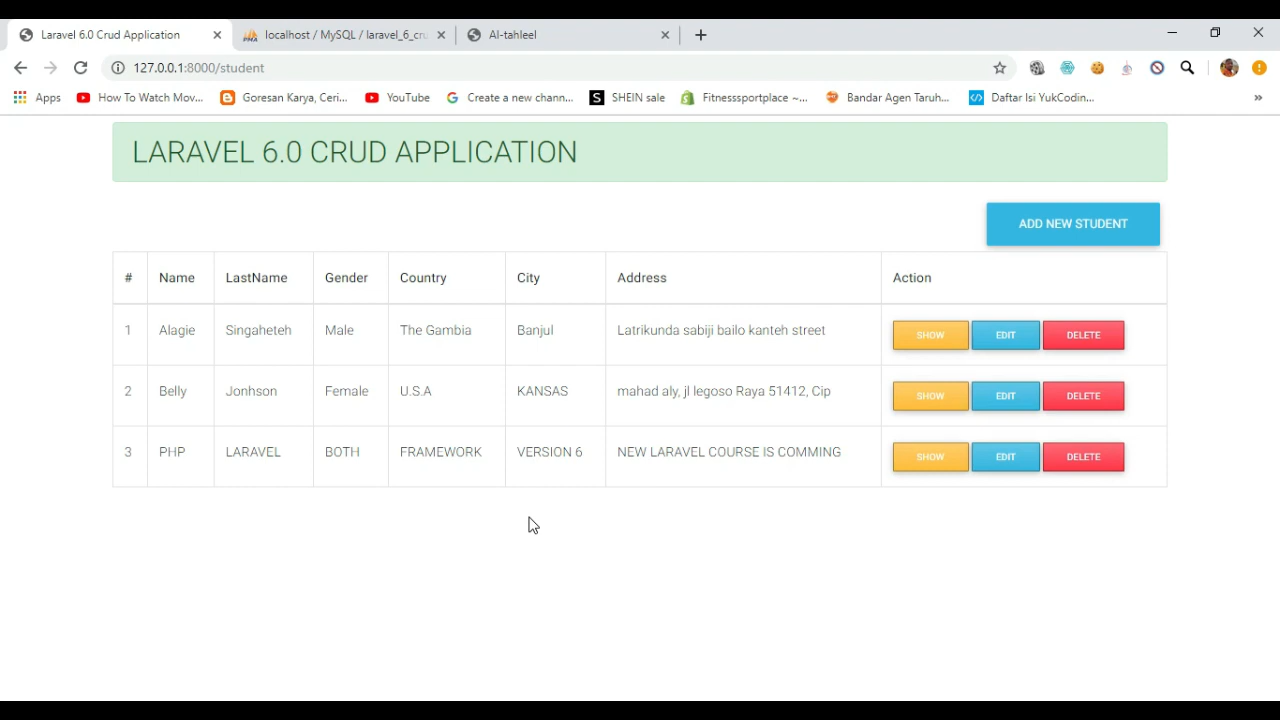 Laravel 6.0 Crud Application
localhost / MySQL / laravel_6_cru
Al-tahleel
127.0.0.1:8000/student
Apps
How To Watch Mov...
Goresan Karya, Ceri...
YouTube
Create a new chann...
SHEIN sale
Fitnesssportplace ~...
Bandar Agen Taruh...
Daftar Isi YukCodin...
LARAVEL 6.0 CRUD APPLICATION
ADD NEW STUDENT
# Name LastName Gender Country City Address Action
1 Alagie Singaheteh Male The Gambia Banjul Latrikunda sabiji bailo kanteh street SHOW EDIT DELETE
2 Belly Jonhson Female U.S.A KANSAS mahad aly, jl legoso Raya 51412, Cip SHOW EDIT DELETE
3 PHP LARAVEL BOTH FRAMEWORK VERSION 6 NEW LARAVEL COURSE IS COMMING SHOW EDIT DELETE